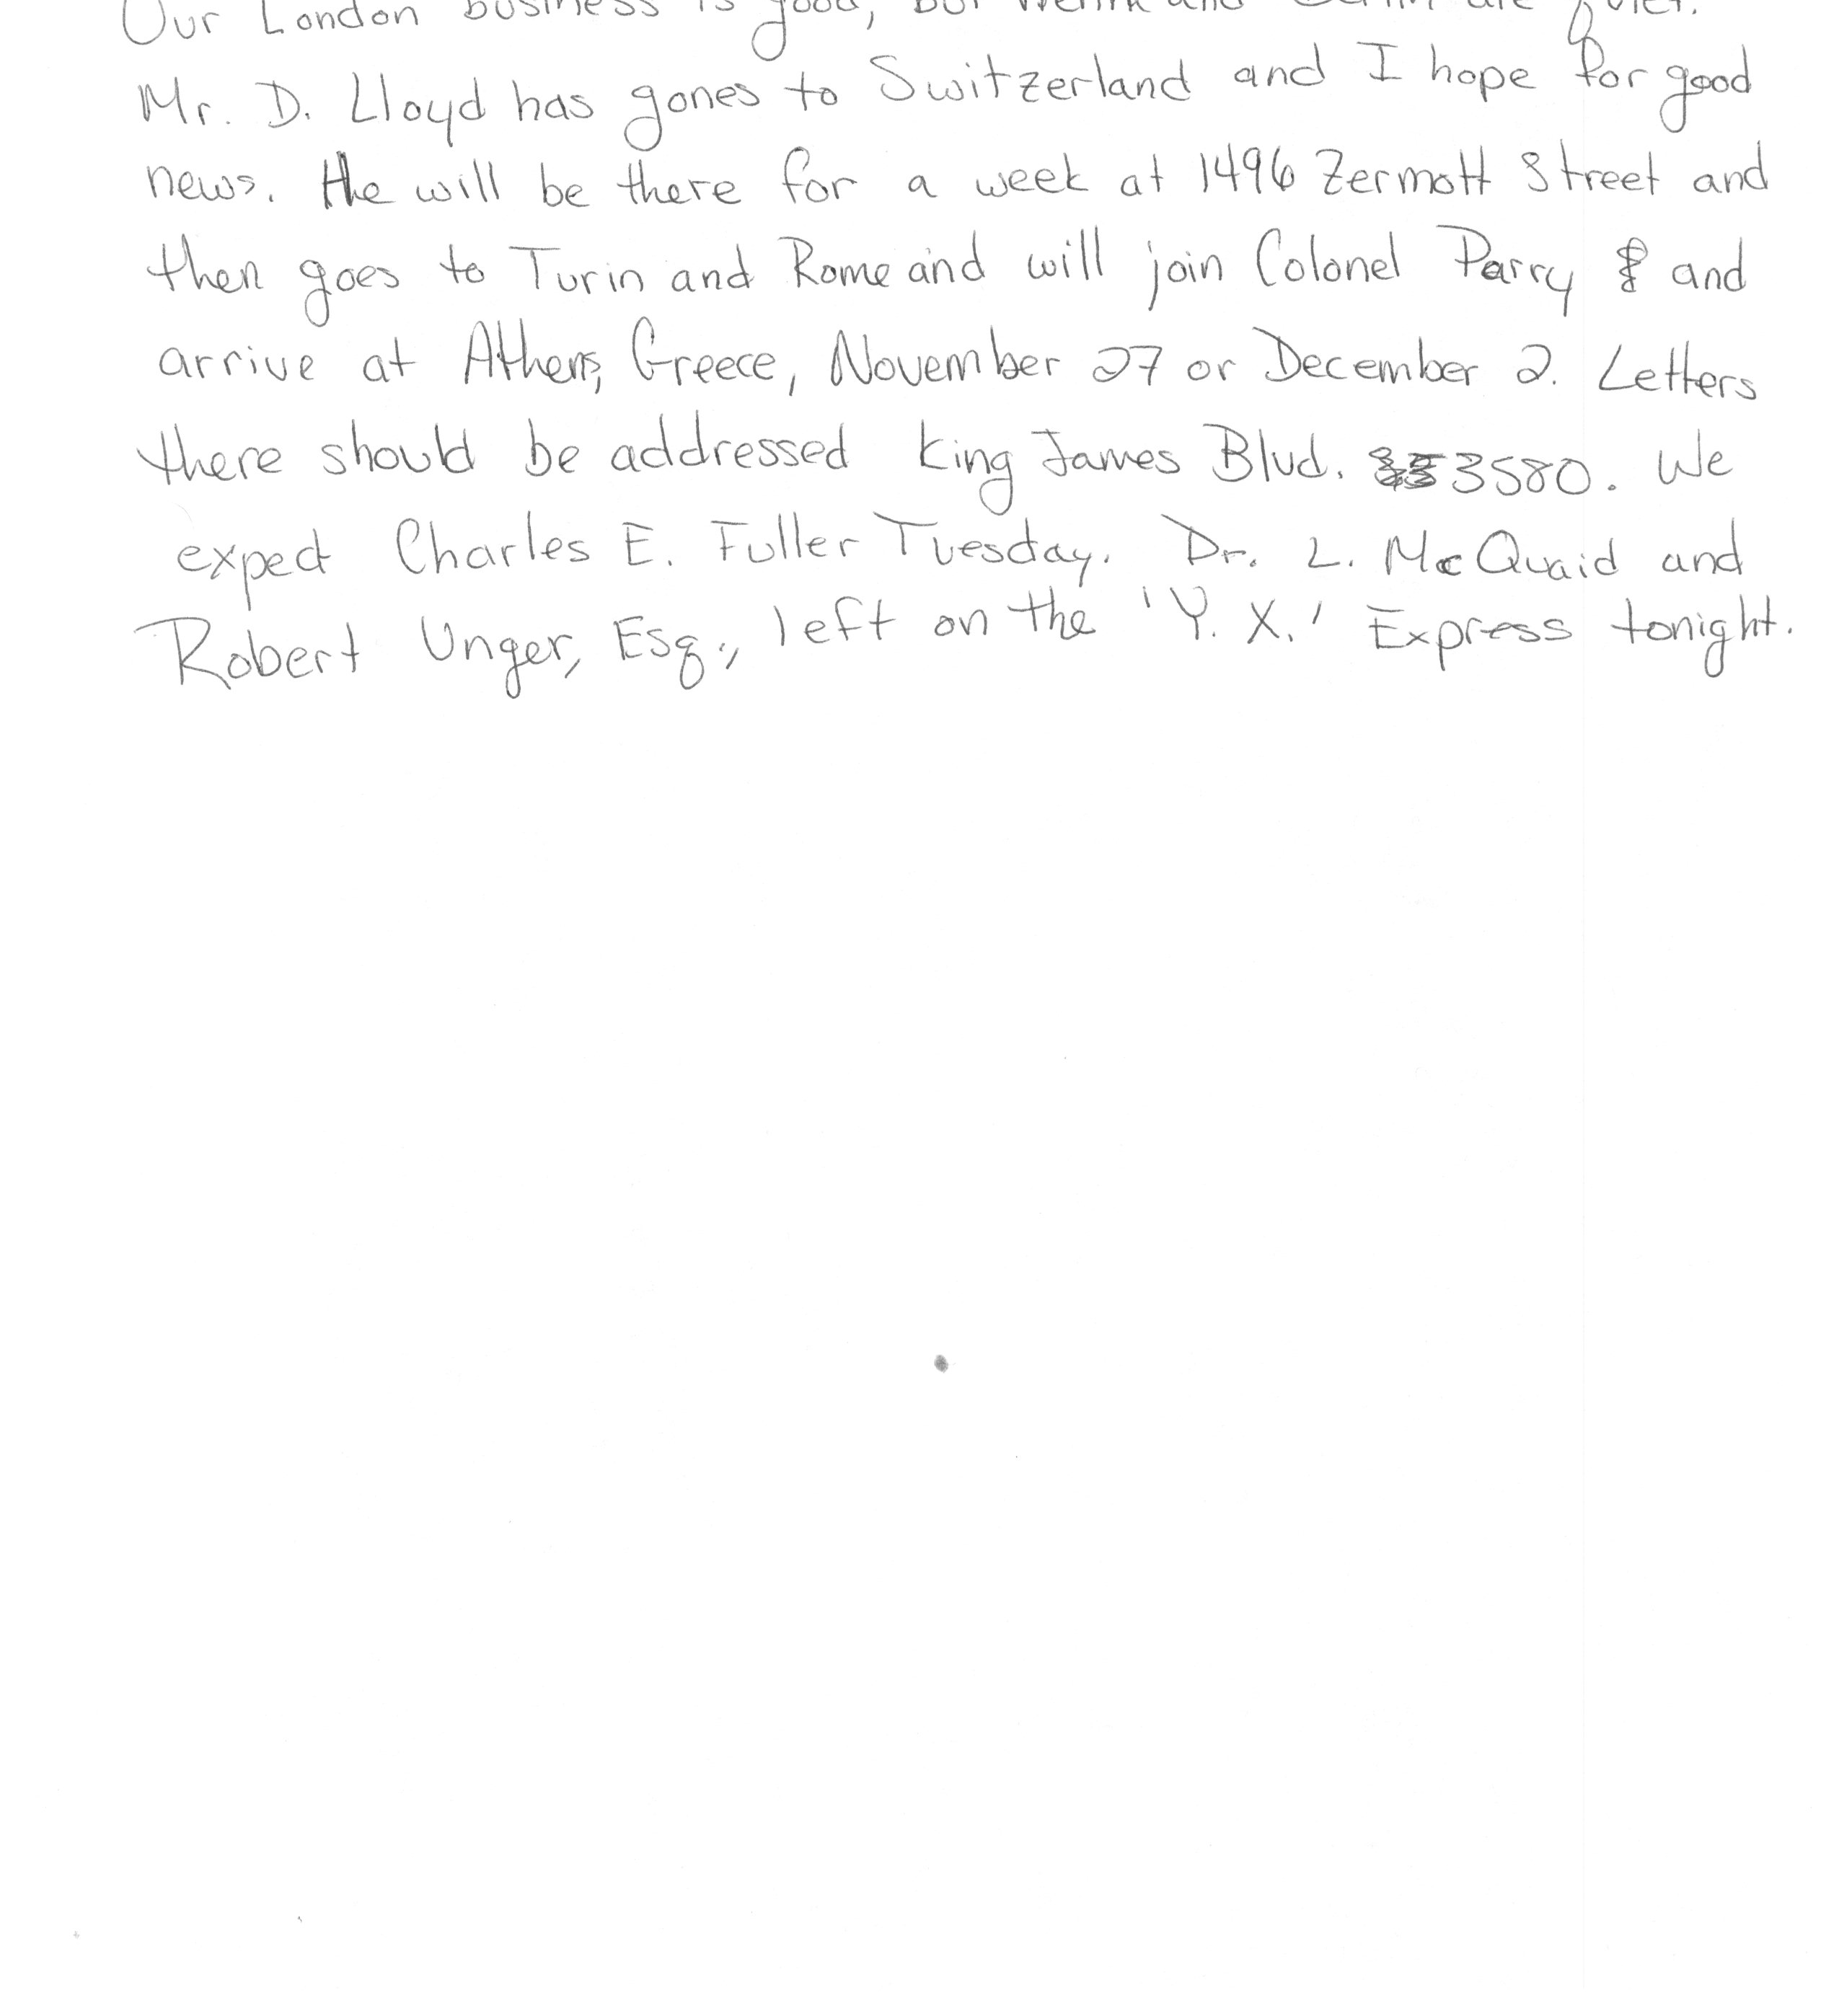 Our London business is good, but and are quiet.
Mr. D. Lloyd has gones to Switzerland and I hope for good
news. He will be there for a week at 1496 Zermott Street and
then goes to Turin and Rome and will join Colonel Parry and
arrive at Athens, Greece, November 27 or December 2. Letters
there should be addressed King James Blvd. 3580. We
expect Charles E. Fuller Tuesday. Dr. L. McQuaid and
Robert Unger, Esq., left on the 'Y. X.' Express tonight.